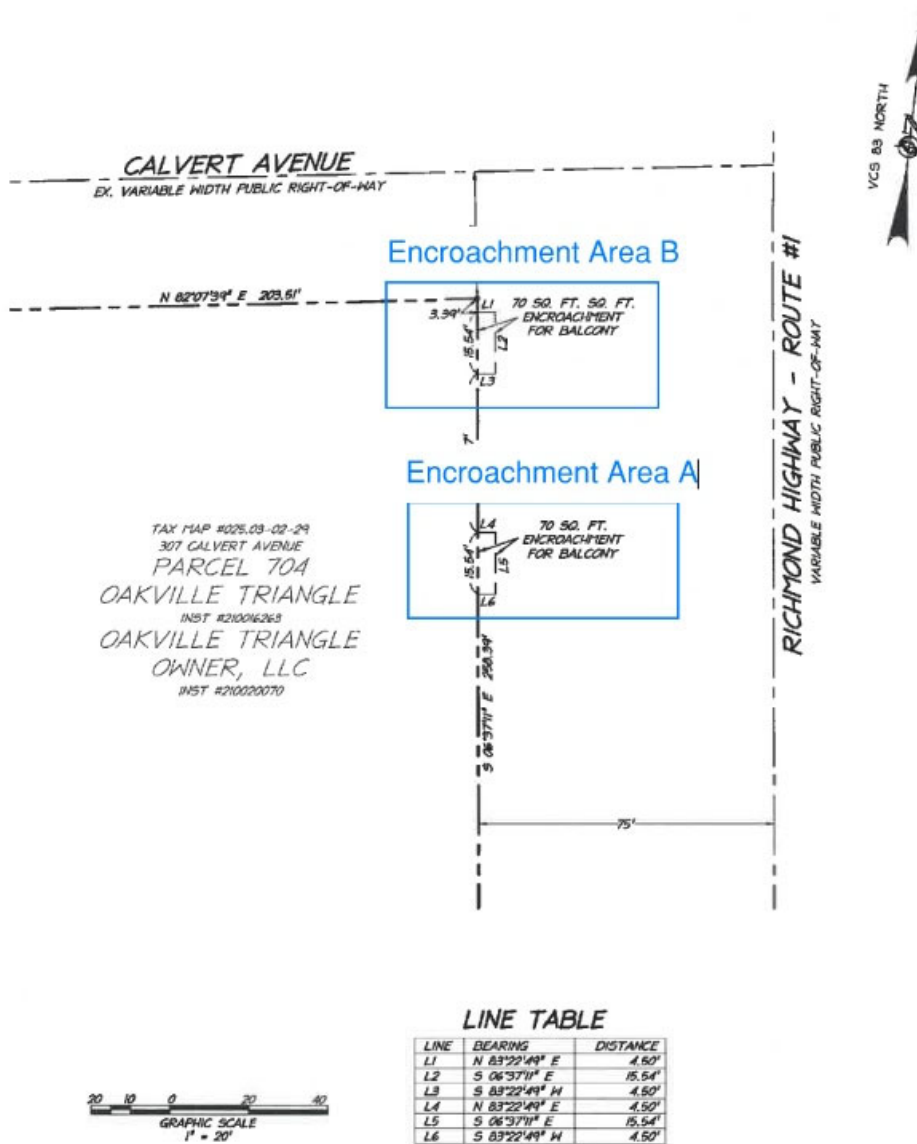 VCS 83 NORTH
CALVERT AVENUE
EX. VARIABLE WIDTH PUBLIC RIGHT-OF-WAY
Encroachment Area B
N 82°07'39" E 203.51'
L1
3.39'
70 SQ. FT. SQ. FT.
ENCROACHMENT
FOR BALCONY
15.54'
L2
L3
7'
RICHMOND HIGHWAY - ROUTE #1
VARIABLE WIDTH PUBLIC RIGHT-OF-WAY
Encroachment Area A
L4
70 SQ. FT.
ENCROACHMENT
FOR BALCONY
15.54'
L5
L6
TAX MAP #025.03-02-29
307 CALVERT AVENUE
PARCEL 704
OAKVILLE TRIANGLE
INST #210016263
OAKVILLE TRIANGLE
OWNER, LLC
INST #210020070
S 06°37'11" E 250.39'
75'
LINE TABLE
LINE BEARING DISTANCE
L1 N 83°22'49" E 4.50'
L2 S 06°37'11" E 15.54'
L3 S 83°22'49" W 4.50'
L4 N 83°22'49" E 4.50'
L5 S 06°37'11" E 15.54'
L6 S 83°22'49" W 4.50'
20 10 0 20 40
GRAPHIC SCALE
1" = 20'